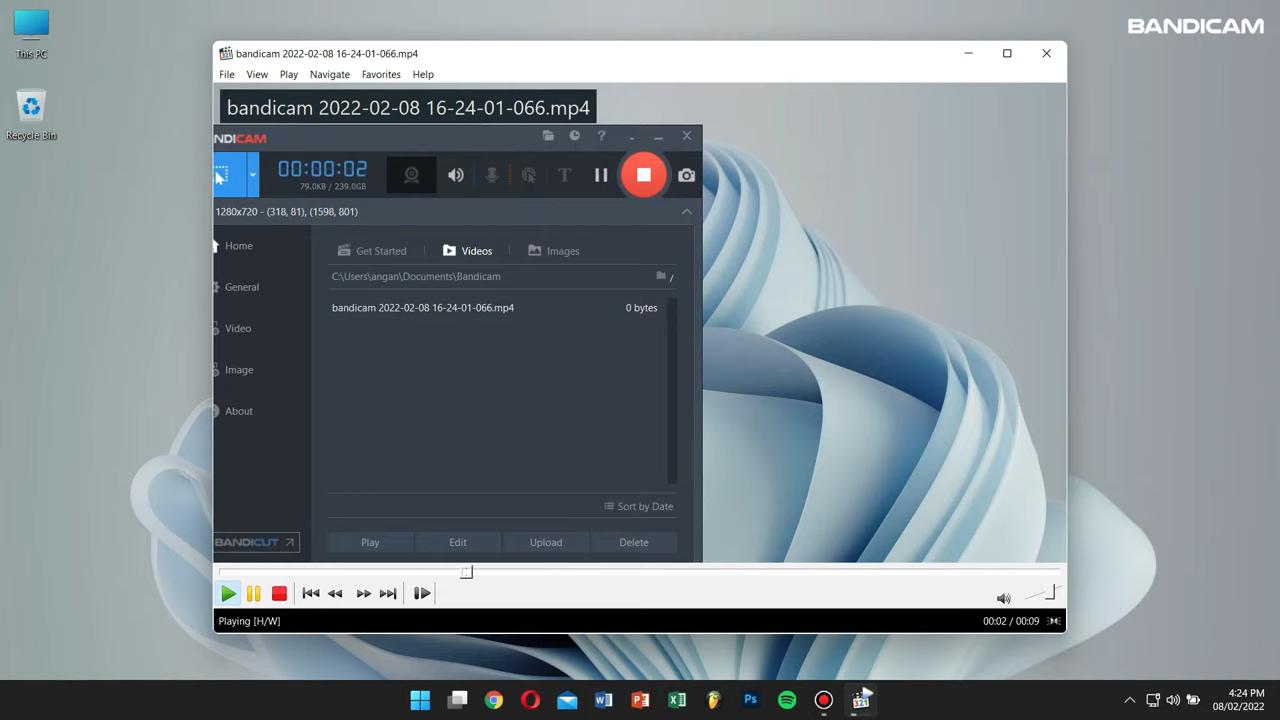 BANDICAM
This PC
Recycle Bin
bandicam 2022-02-08 16-24-01-066.mp4
File View Play Navigate Favorites Help
bandicam 2022-02-08 16-24-01-066.mp4
NDICAM
00:00:02
79.0KB / 239.0GB
1280x720 - (318, 81), (1598, 801)
Home
General
Video
Image
About
BANDICUT
Get Started
Videos
Images
C:\Users\angan\Documents\Bandicam
bandicam 2022-02-08 16-24-01-066.mp4 0 bytes
Sort by Date
Play Edit Upload Delete
Playing [H/W]
00:02 / 00:09
4:24 PM
08/02/2022